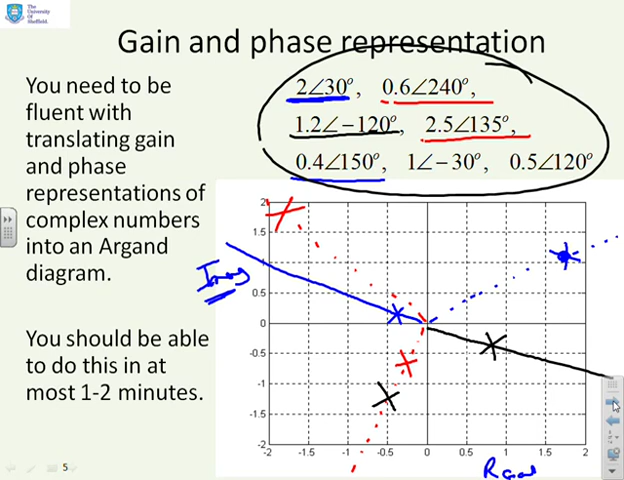 The
University
Of
Sheffield.
Gain and phase representation
You need to be
fluent with
translating gain
and phase
representations of
complex numbers
into an Argand
diagram.
You should be able
to do this in at
most 1-2 minutes.
2∠30°, 0.6∠240°,
1.2∠−120°, 2.5∠135°,
0.4∠150°, 1∠−30°, 0.5∠120°
Imag
2
1.5
1
0.5
0
-0.5
-1
-1.5
-2
-2 -1.5 -1 -0.5 0 0.5 1 1.5 2
Real
5